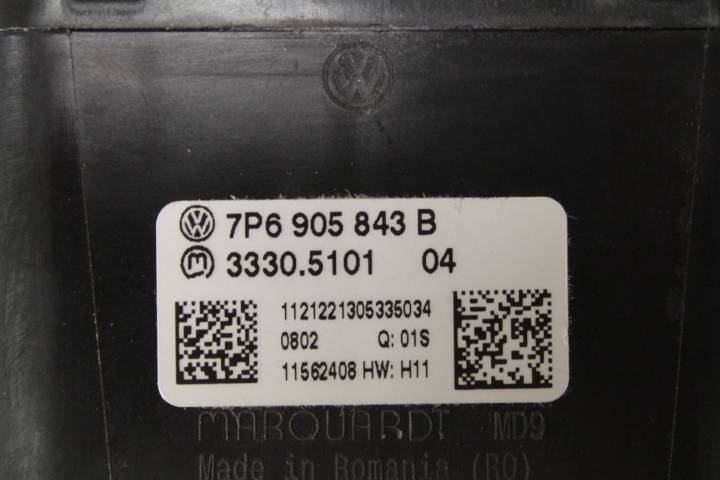 7P6 905 843 B
3330.5101 04
1121221305335034
0802 Q: 01S
11562408 HW: H11
MARQUARDT MD9
Made in Romania (RO)